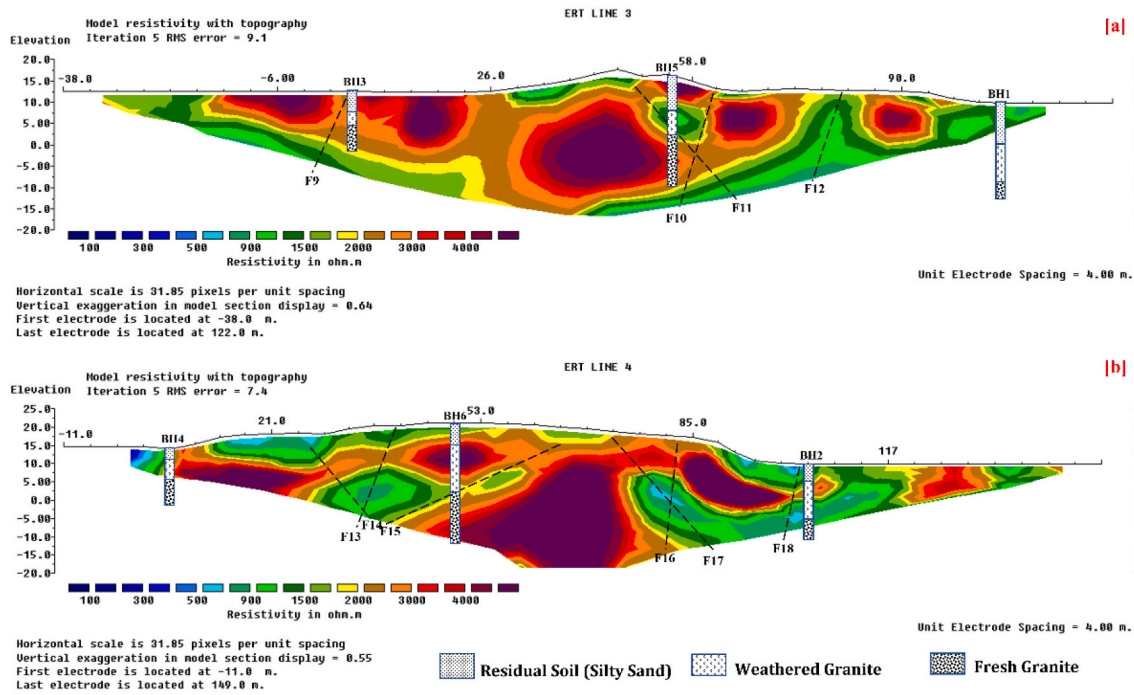 ERT LINE 3
[a]
Model resistivity with topography
Iteration 5 RMS error = 9.1
Elevation
20.0
15.0
10.0
5.00
0.0
-5.00
-10.0
-15.0
-20.0
-38.0
-6.00
BH3
26.0
BH5
58.0
90.0
BH1
F9
F10
F11
F12
100 300 500 900 1500 2000 3000 4000
Resistivity in ohm.m
Unit Electrode Spacing = 4.00 m.
Horizontal scale is 31.85 pixels per unit spacing
Vertical exaggeration in model section display = 0.64
First electrode is located at -38.0 m.
Last electrode is located at 122.0 m.
ERT LINE 4
[b]
Model resistivity with topography
Iteration 5 RMS error = 7.4
Elevation
25.0
20.0
15.0
10.0
5.00
0.0
-5.00
-10.0
-15.0
-20.0
-11.0
BH4
21.0
BH6
53.0
85.0
BH2
117
F13
F14
F15
F16
F17
F18
100 300 500 900 1500 2000 3000 4000
Resistivity in ohm.m
Unit Electrode Spacing = 4.00 m.
Horizontal scale is 31.85 pixels per unit spacing
Vertical exaggeration in model section display = 0.55
First electrode is located at -11.0 m.
Last electrode is located at 149.0 m.
Residual Soil (Silty Sand)
Weathered Granite
Fresh Granite